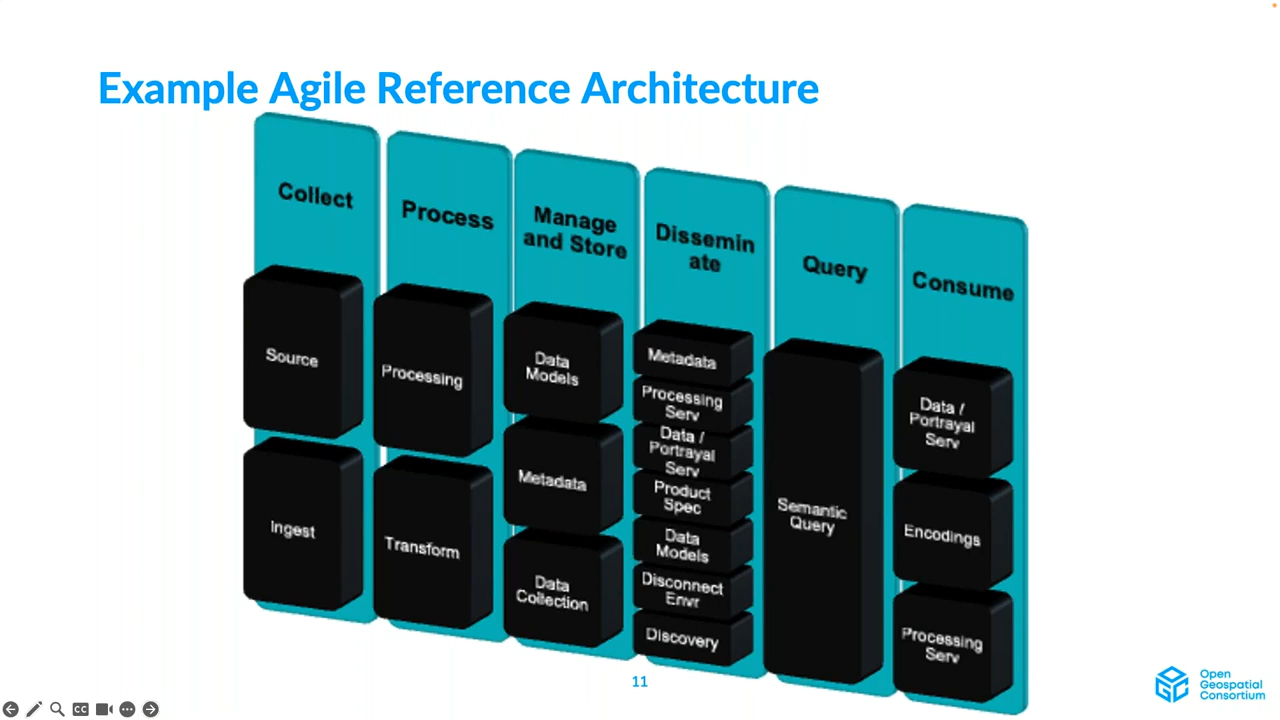 Example Agile Reference Architecture
Collect
Source
Ingest
Process
Processing
Transform
Manage
and Store
Data
Models
Metadata
Data
Collection
Dissemin
ate
Metadata
Processing
Serv
Data /
Portrayal
Serv
Product
Spec
Data
Models
Disconnect
Envr
Discovery
Query
Semantic
Query
Consume
Data /
Portrayal
Serv
Encodings
Processing
Serv
11
CC
Open
Geospatial
Consortium